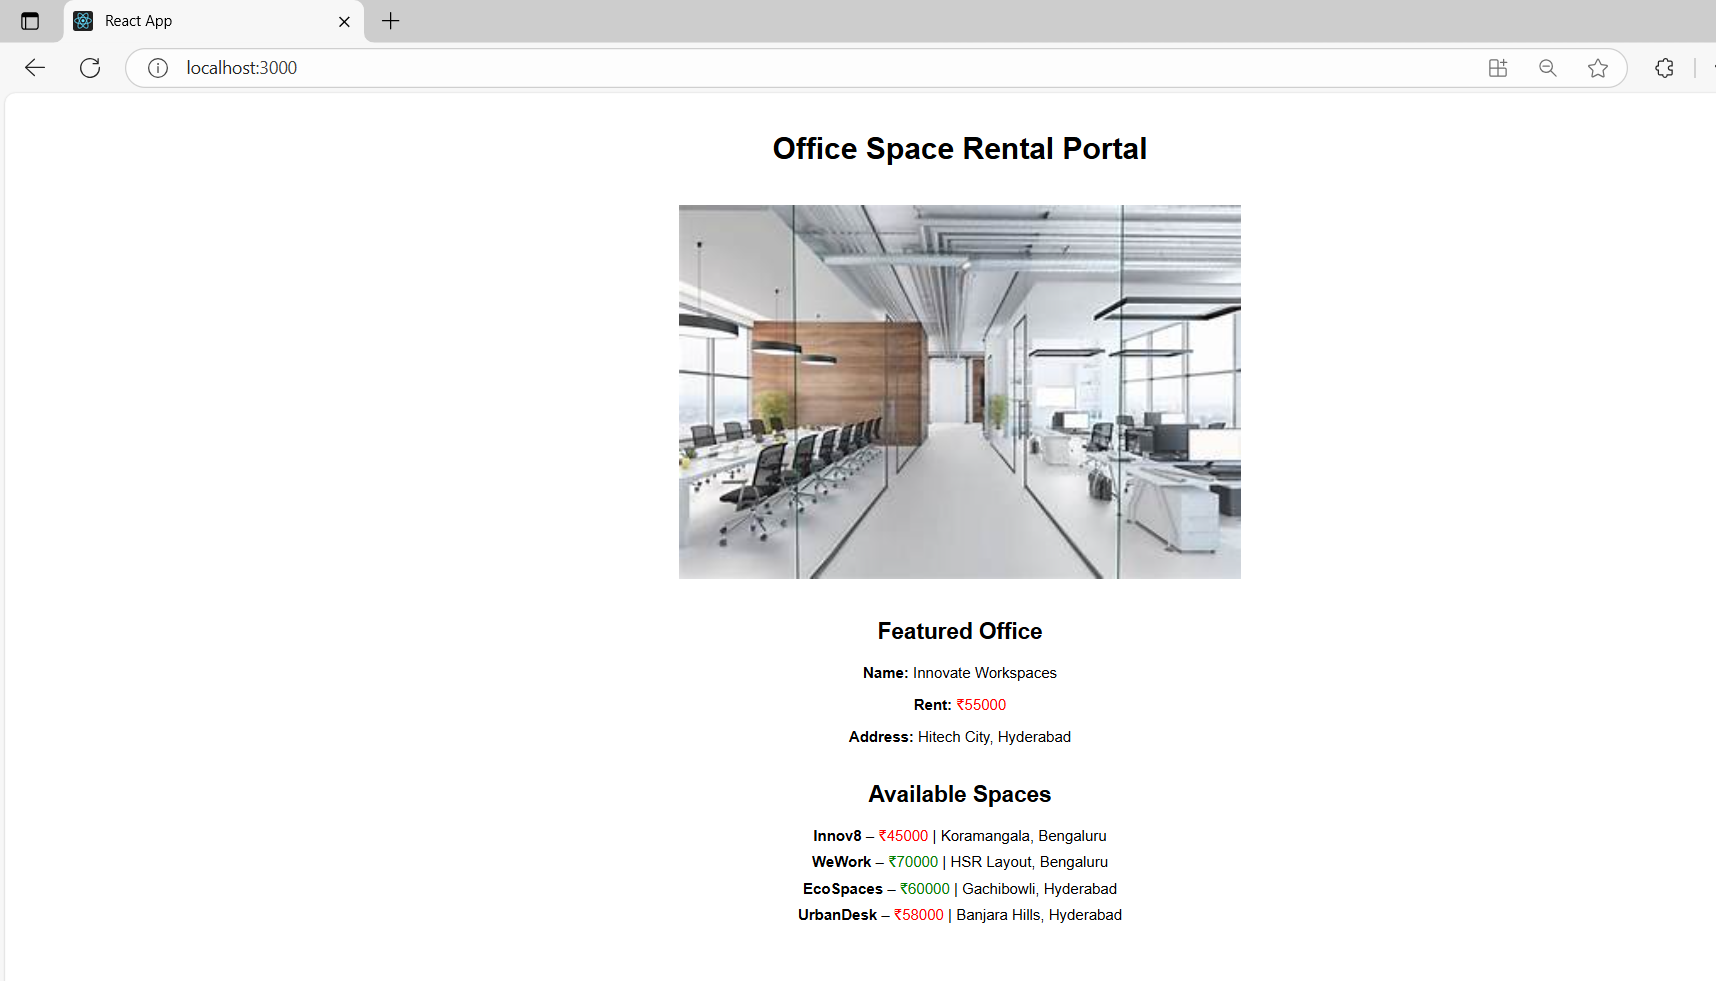 React App
localhost:3000
Office Space Rental Portal
Featured Office
Name: Innovate Workspaces
Rent: ₹55000
Address: Hitech City, Hyderabad
Available Spaces
Innov8 – ₹45000 | Koramangala, Bengaluru
WeWork – ₹70000 | HSR Layout, Bengaluru
EcoSpaces – ₹60000 | Gachibowli, Hyderabad
UrbanDesk – ₹58000 | Banjara Hills, Hyderabad